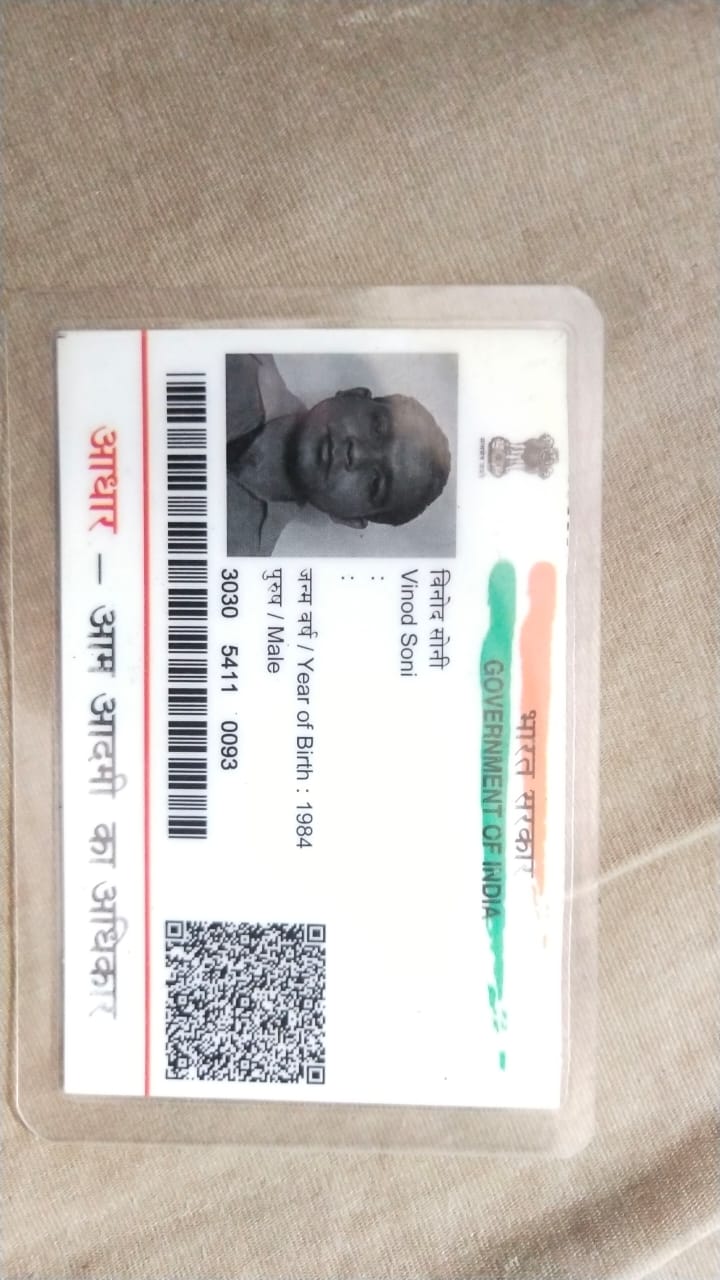 भारत सरकार
GOVERNMENT OF INDIA
विनोद सोनी
Vinod Soni
:
:
जन्म वर्ष / Year of Birth : 1984
पुरुष / Male
3030 5411 0093
आधार – आम आदमी का अधिकार